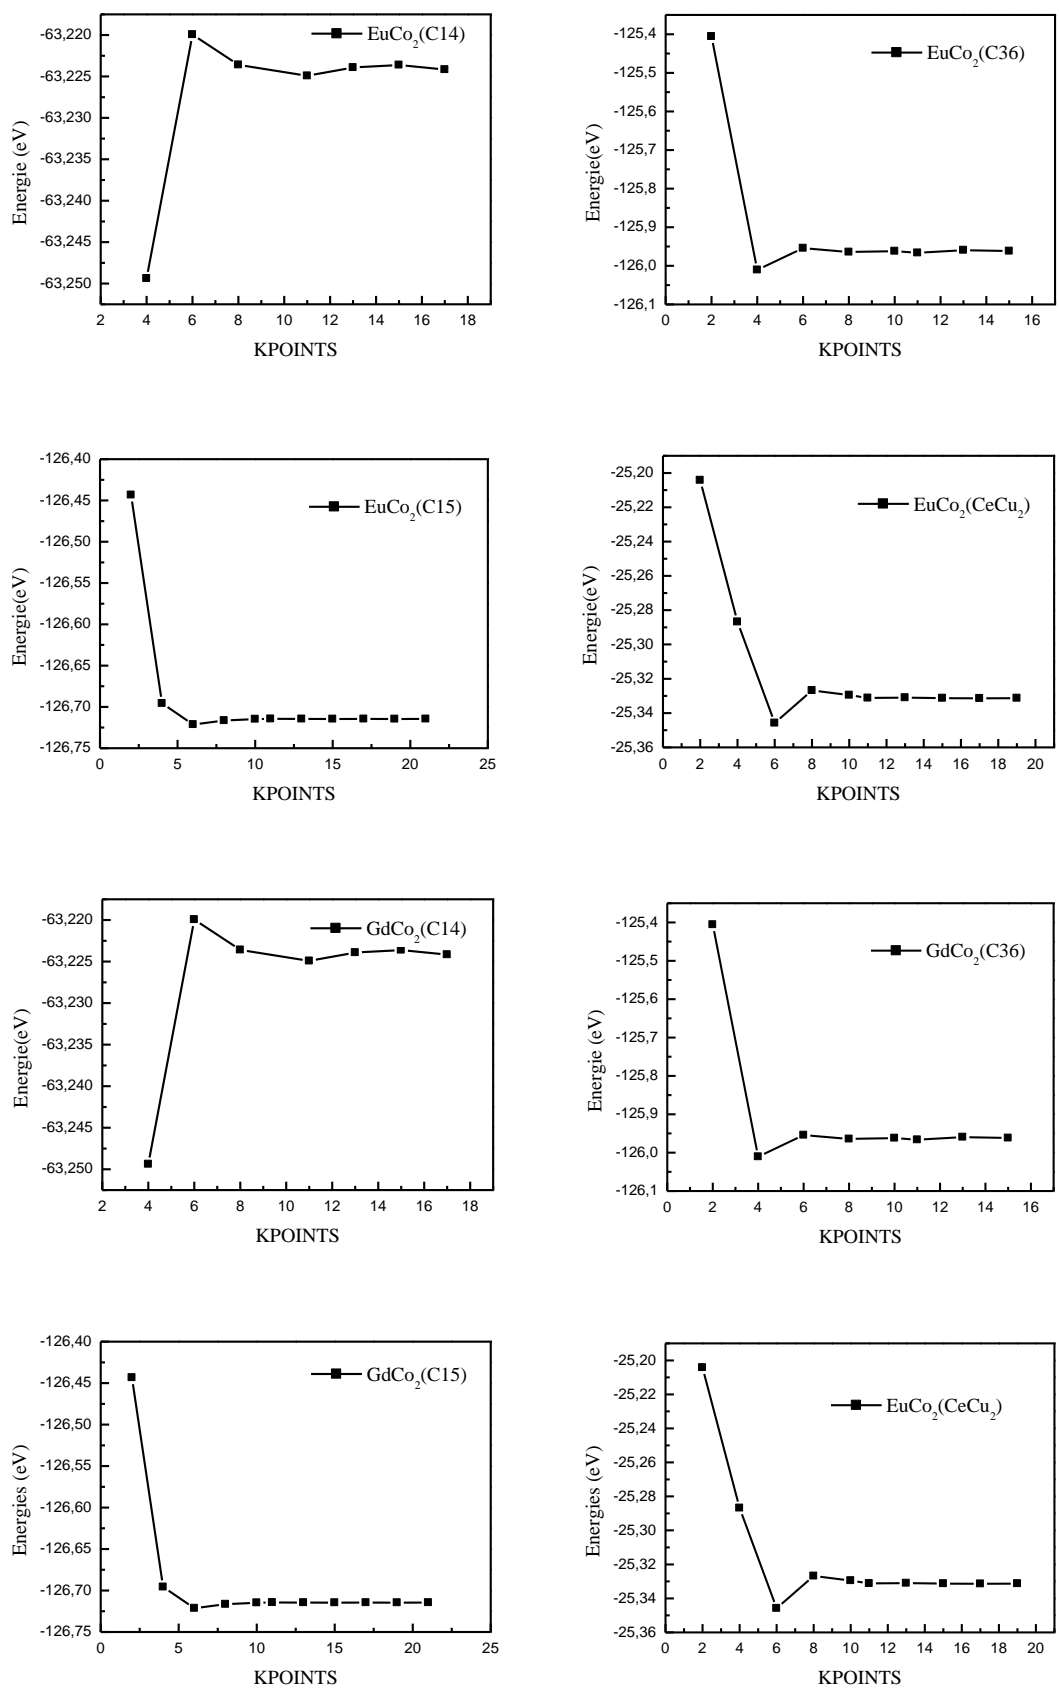 EuCo2(C14)
Energie (eV)
-63,220
-63,225
-63,230
-63,235
-63,240
-63,245
-63,250
2 4 6 8 10 12 14 16 18
KPOINTS
EuCo2(C36)
Energie(eV)
-125,4
-125,5
-125,6
-125,7
-125,8
-125,9
-126,0
-126,1
0 2 4 6 8 10 12 14 16
KPOINTS
EuCo2(C15)
Energie(eV)
-126,40
-126,45
-126,50
-126,55
-126,60
-126,65
-126,70
-126,75
0 5 10 15 20 25
KPOINTS
EuCo2(CeCu2)
Energie(eV)
-25,20
-25,22
-25,24
-25,26
-25,28
-25,30
-25,32
-25,34
-25,36
0 2 4 6 8 10 12 14 16 18 20
KPOINTS
GdCo2(C14)
Energie(eV)
-63,220
-63,225
-63,230
-63,235
-63,240
-63,245
-63,250
2 4 6 8 10 12 14 16 18
KPOINTS
GdCo2(C36)
Energie (eV)
-125,4
-125,5
-125,6
-125,7
-125,8
-125,9
-126,0
-126,1
0 2 4 6 8 10 12 14 16
KPOINTS
GdCo2(C15)
Energies (eV)
-126,40
-126,45
-126,50
-126,55
-126,60
-126,65
-126,70
-126,75
0 5 10 15 20 25
KPOINTS
EuCo2(CeCu2)
Energies (eV)
-25,20
-25,22
-25,24
-25,26
-25,28
-25,30
-25,32
-25,34
-25,36
0 2 4 6 8 10 12 14 16 18 20
KPOINTS